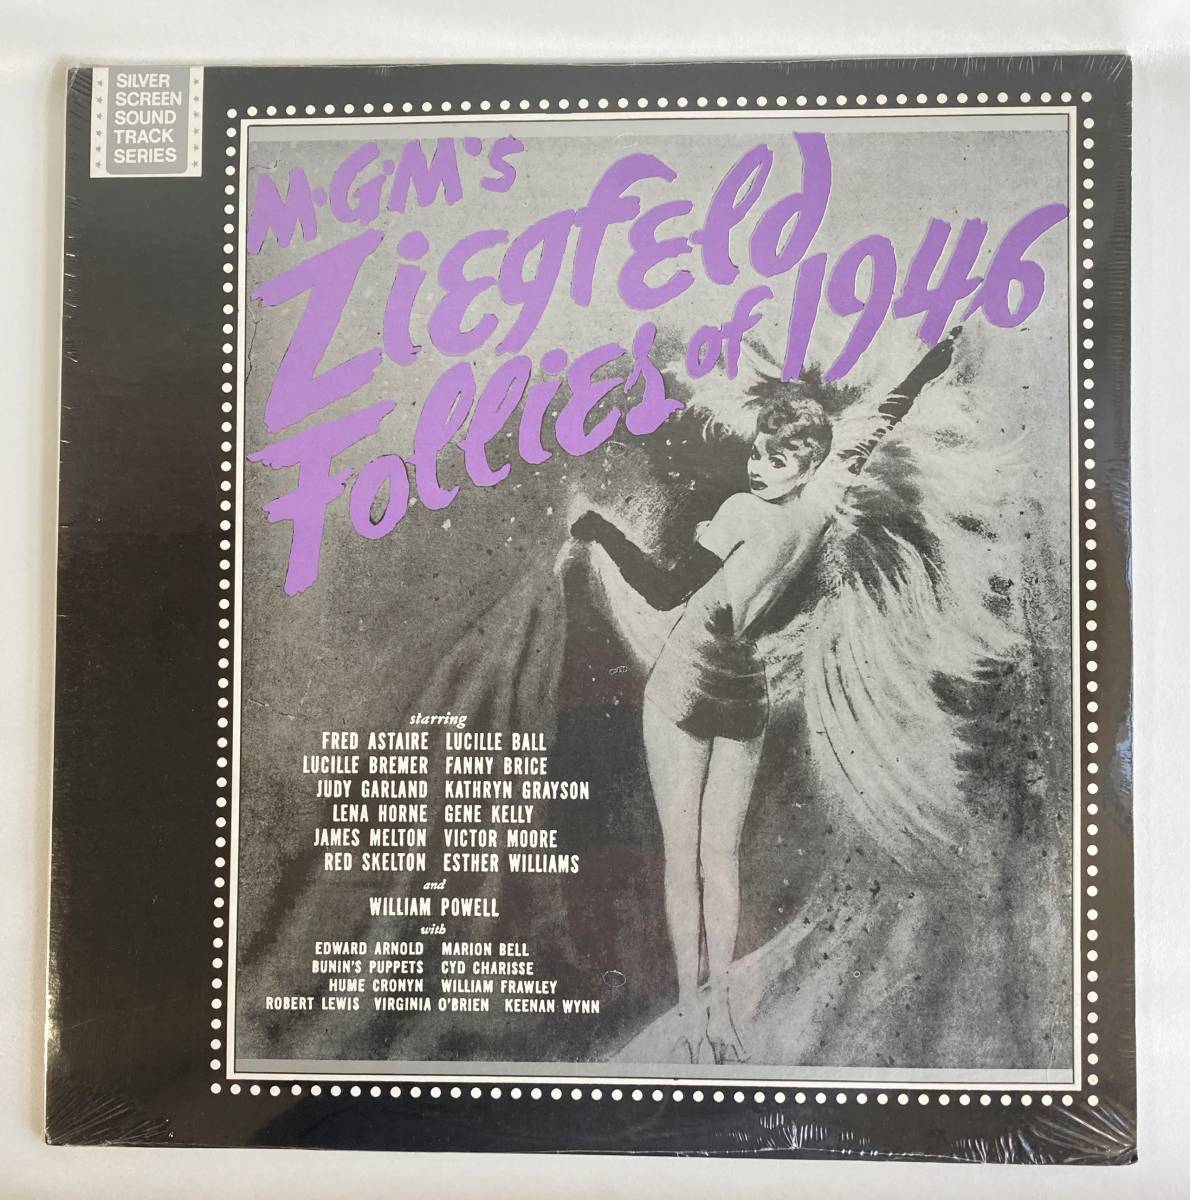 SILVER
SCREEN
SOUND
TRACK
SERIES
M·G·M's
Ziegfeld
Follies of 1946
starring
FRED ASTAIRE LUCILLE BALL
LUCILLE BREMER FANNY BRICE
JUDY GARLAND KATHRYN GRAYSON
LENA HORNE GENE KELLY
JAMES MELTON VICTOR MOORE
RED SKELTON ESTHER WILLIAMS
and
WILLIAM POWELL
with
EDWARD ARNOLD MARION BELL
BUNIN'S PUPPETS CYD CHARISSE
HUME CRONYN WILLIAM FRAWLEY
ROBERT LEWIS VIRGINIA O'BRIEN KEENAN WYNN